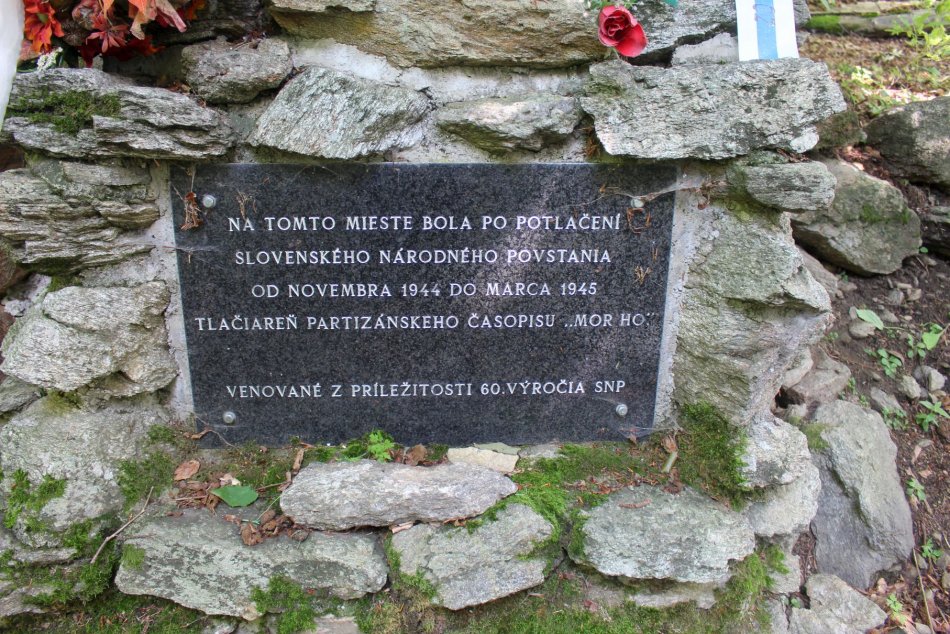 NA TOMTO MIESTE BOLA PO POTLAČENÍ
SLOVENSKÉHO NÁRODNÉHO POVSTANIA
OD NOVEMBRA 1944 DO MARCA 1945
TLAČIAREŇ PARTIZÁNSKEHO ČASOPISU „MOR HO"
VENOVANÉ Z PRÍLEŽITOSTI 60.VÝROČIA SNP